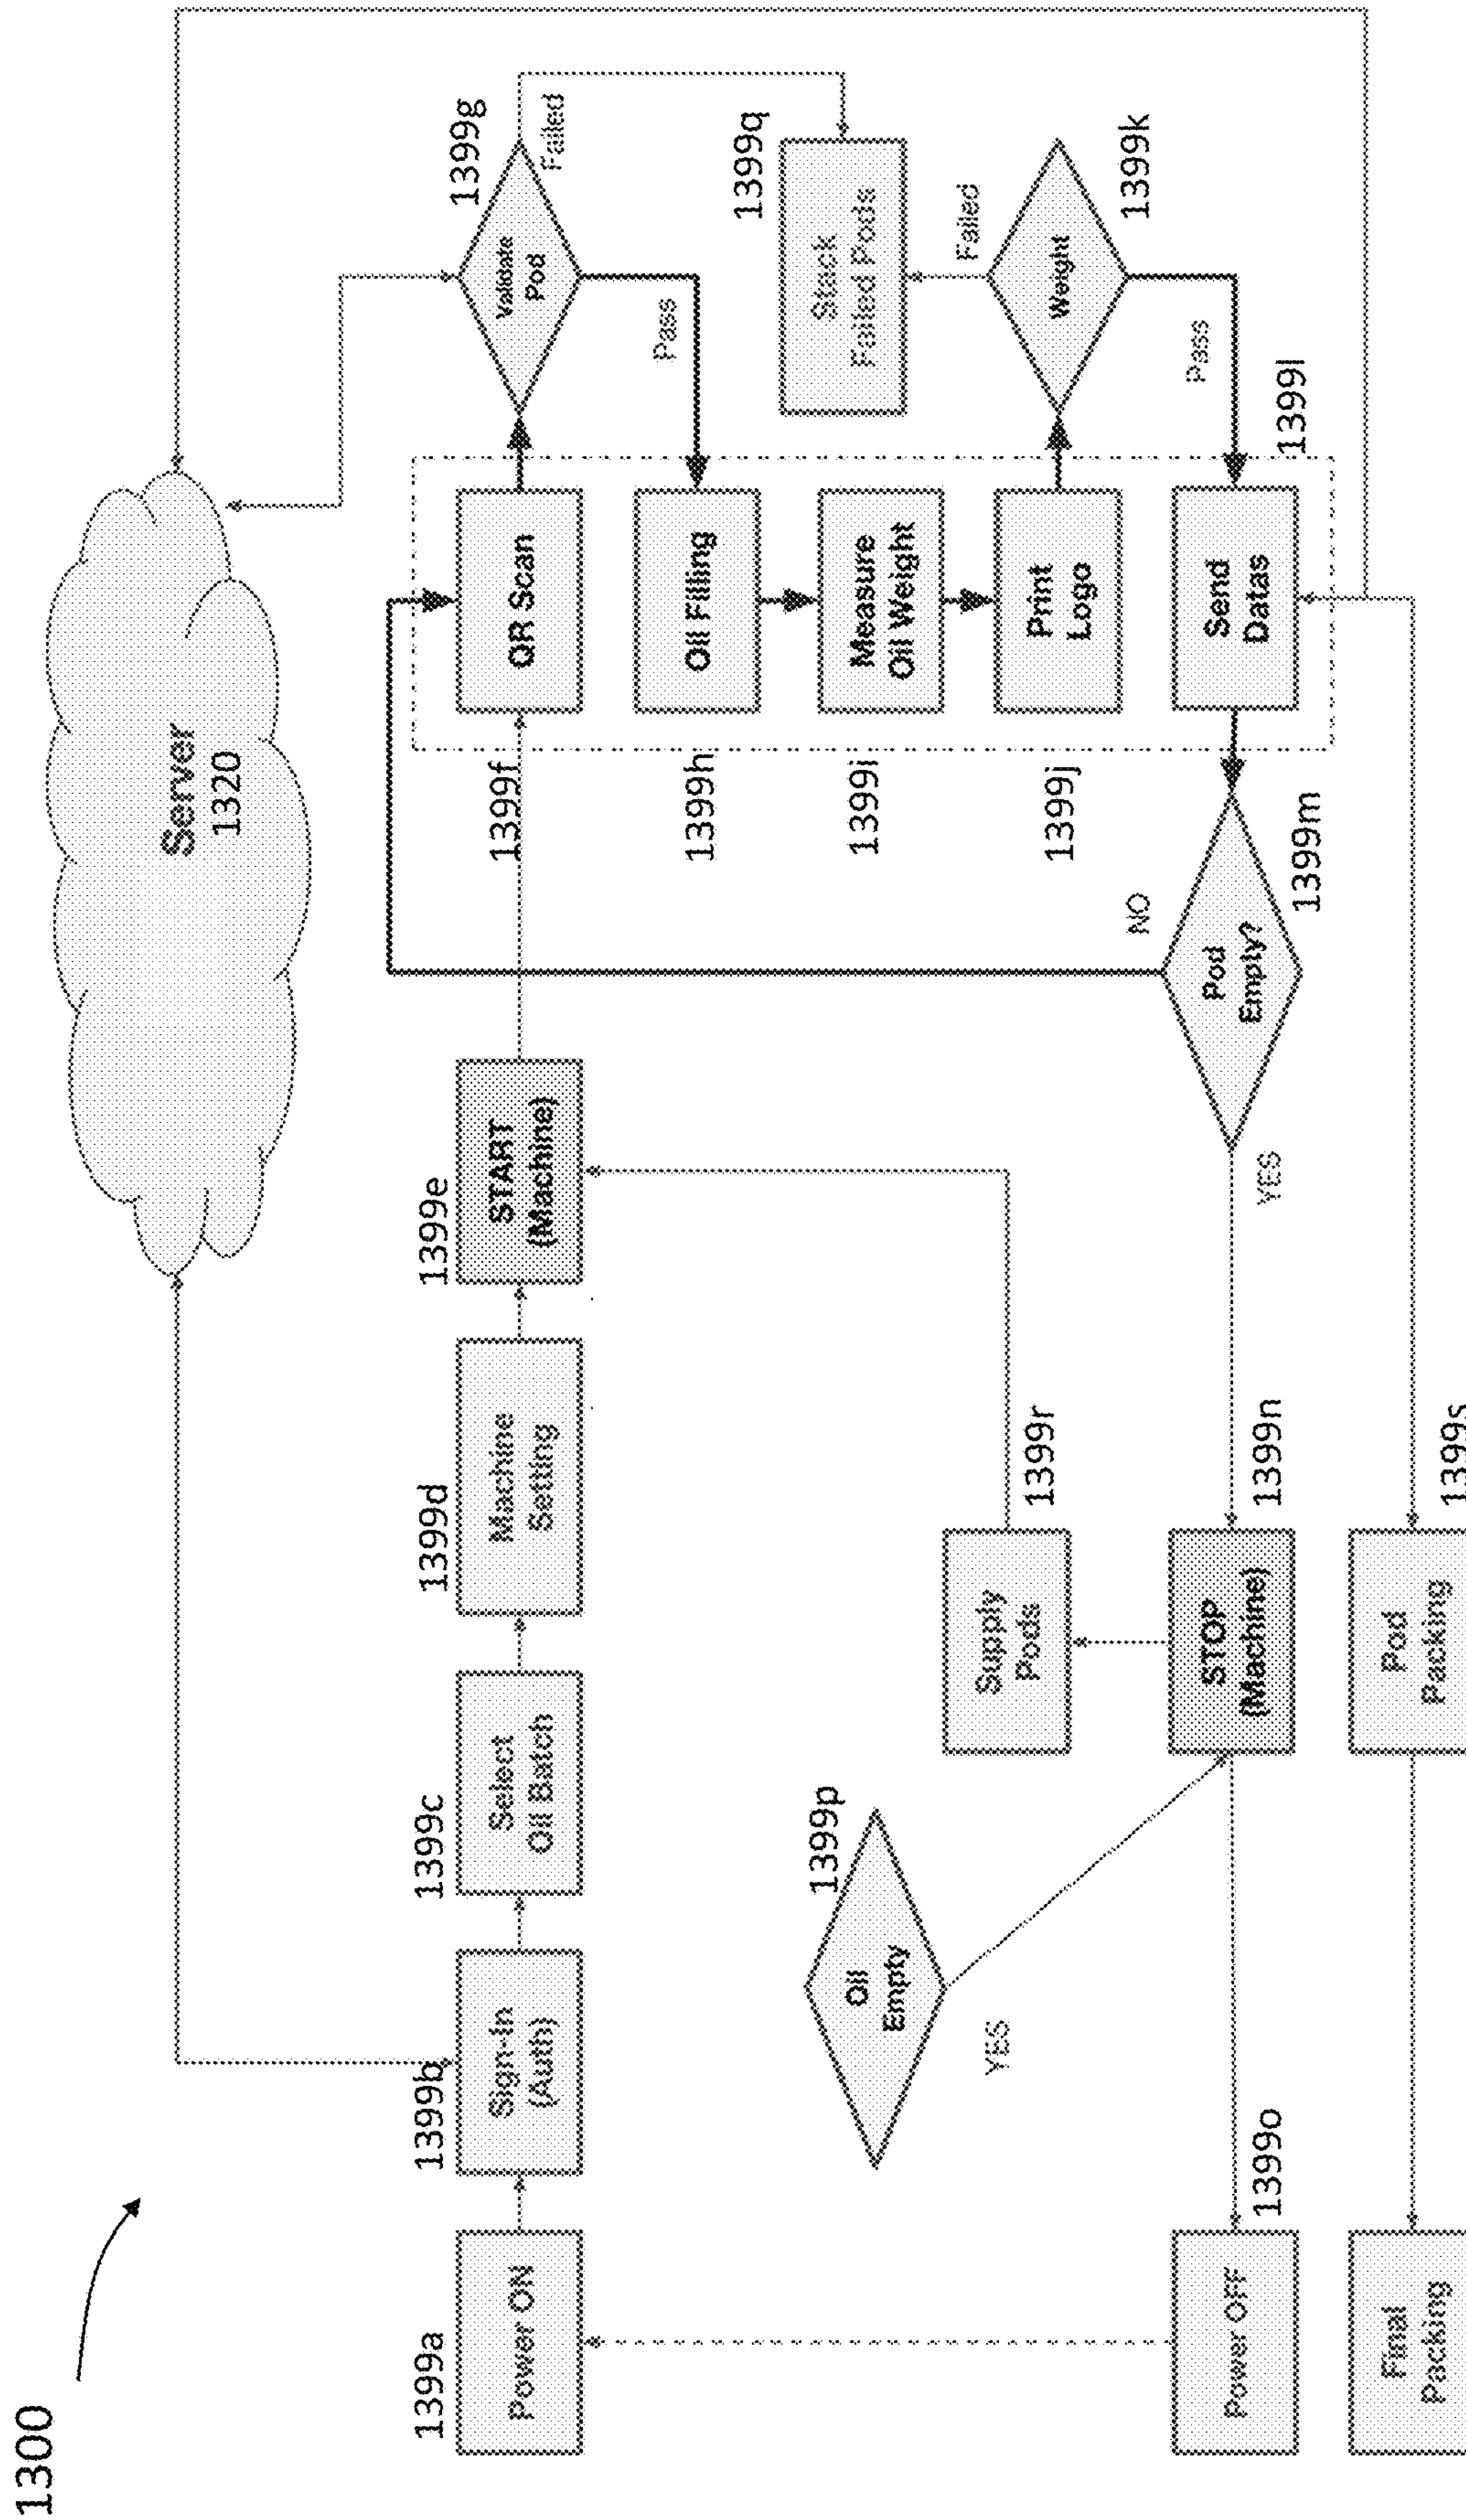 1300
Server
1320
1399a
Power ON
1399b
Sign-In
(Auth)
1399c
Select
Oil Batch
1399d
Machine
Setting
1399e
START
(Machine)
1399f
QR Scan
1399g
Validate
Pod
Failed
Pass
1399h
Oil Filling
1399i
Measure
Oil Weight
1399j
Print
Logo
1399q
Stack
Failed Pods
Failed
1399k
Weight
Pass
1399l
Send
Datas
NO
1399m
Pod
Empty?
YES
1399r
Supply
Pods
1399n
STOP
(Machine)
1399p
Oil
Empty
YES
1399o
Power OFF
1399s
Pod
Packing
Final
Packing